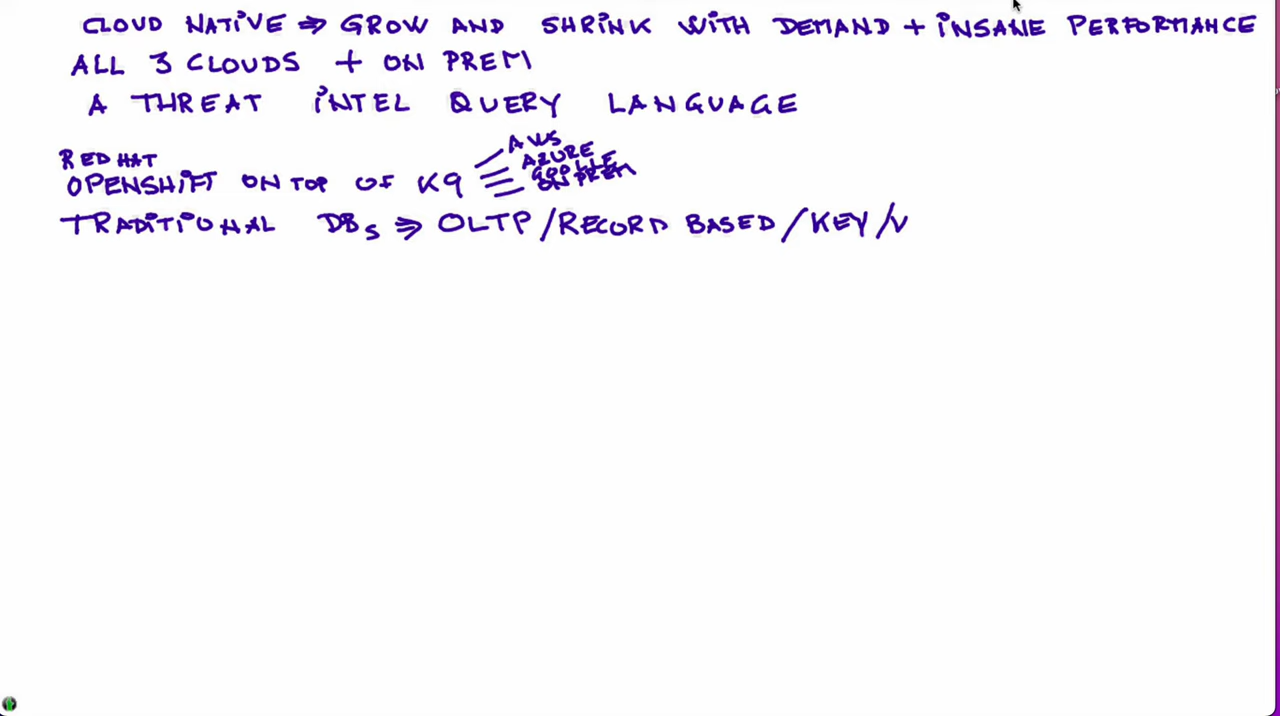 CLOUD NATIVE ⇒ GROW AND SHRINK WITH DEMAND + INSANE PERFORMANCE
ALL 3 CLOUDS + ON PREM
A THREAT INTEL QUERY LANGUAGE
RED HAT
OPENSHIFT ON TOP OF K9
AWS
AZURE
GOOGLE
ON PREM
TRADITIONAL DBs ⇒ OLTP/RECORD BASED/KEY/V